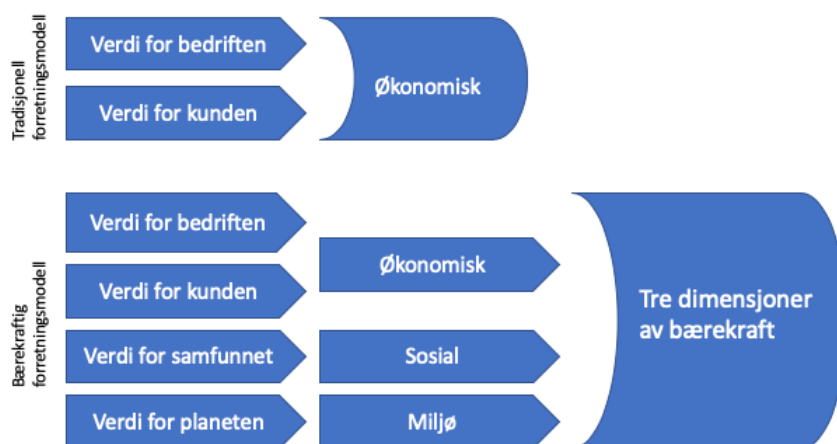 Tradisjonell
forretningsmodell
Verdi for bedriften
Verdi for kunden
Økonomisk
Bærekraftig
forretningsmodell
Verdi for bedriften
Verdi for kunden
Verdi for samfunnet
Verdi for planeten
Økonomisk
Sosial
Miljø
Tre dimensjoner
av bærekraft